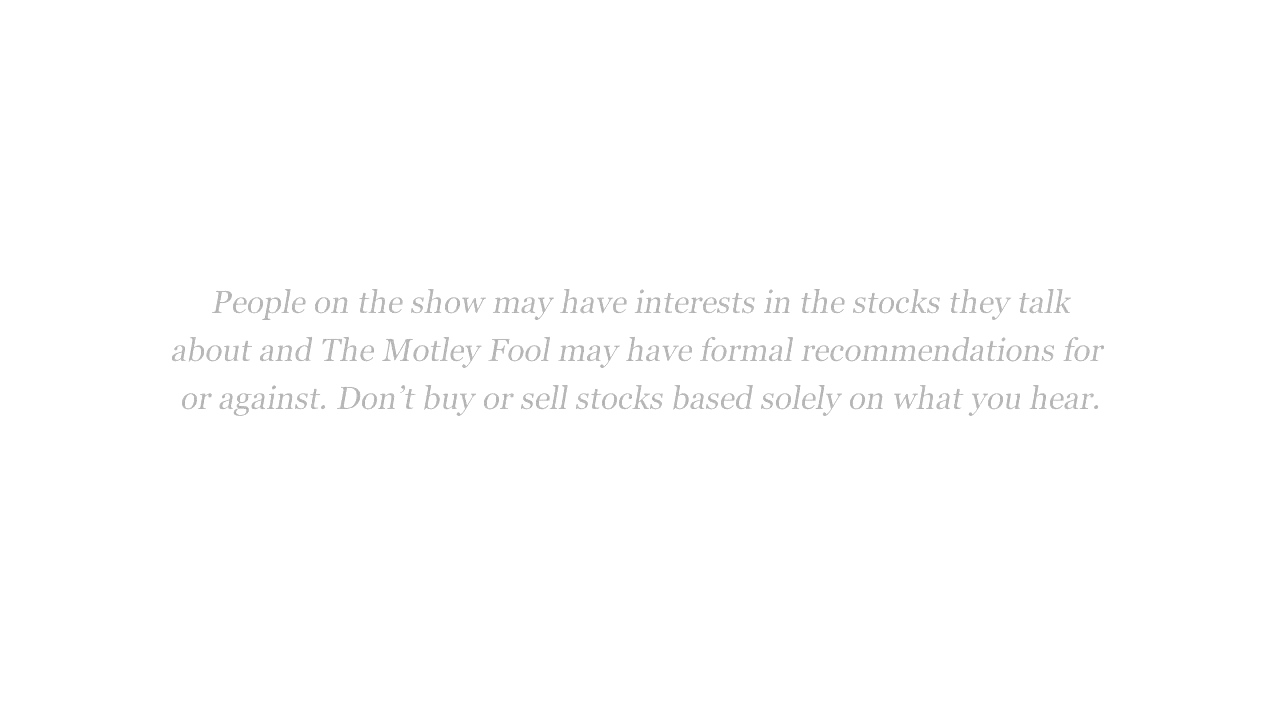 People on the show may have interests in the stocks they talk
about and The Motley Fool may have formal recommendations for
or against. Don’t buy or sell stocks based solely on what you hear.